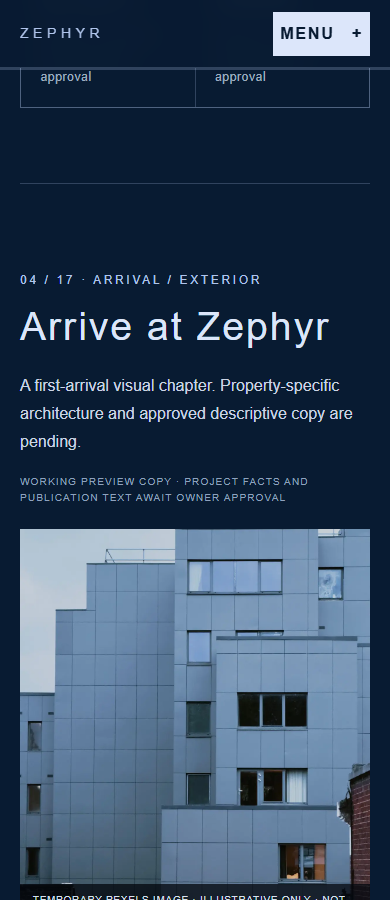 ZEPHYR
MENU +
approval
approval
04 / 17 · ARRIVAL / EXTERIOR
Arrive at Zephyr
A first-arrival visual chapter. Property-specific
architecture and approved descriptive copy are
pending.
WORKING PREVIEW COPY · PROJECT FACTS AND
PUBLICATION TEXT AWAIT OWNER APPROVAL
TEMPORARY PEXELS IMAGE · ILLUSTRATIVE ONLY · NOT